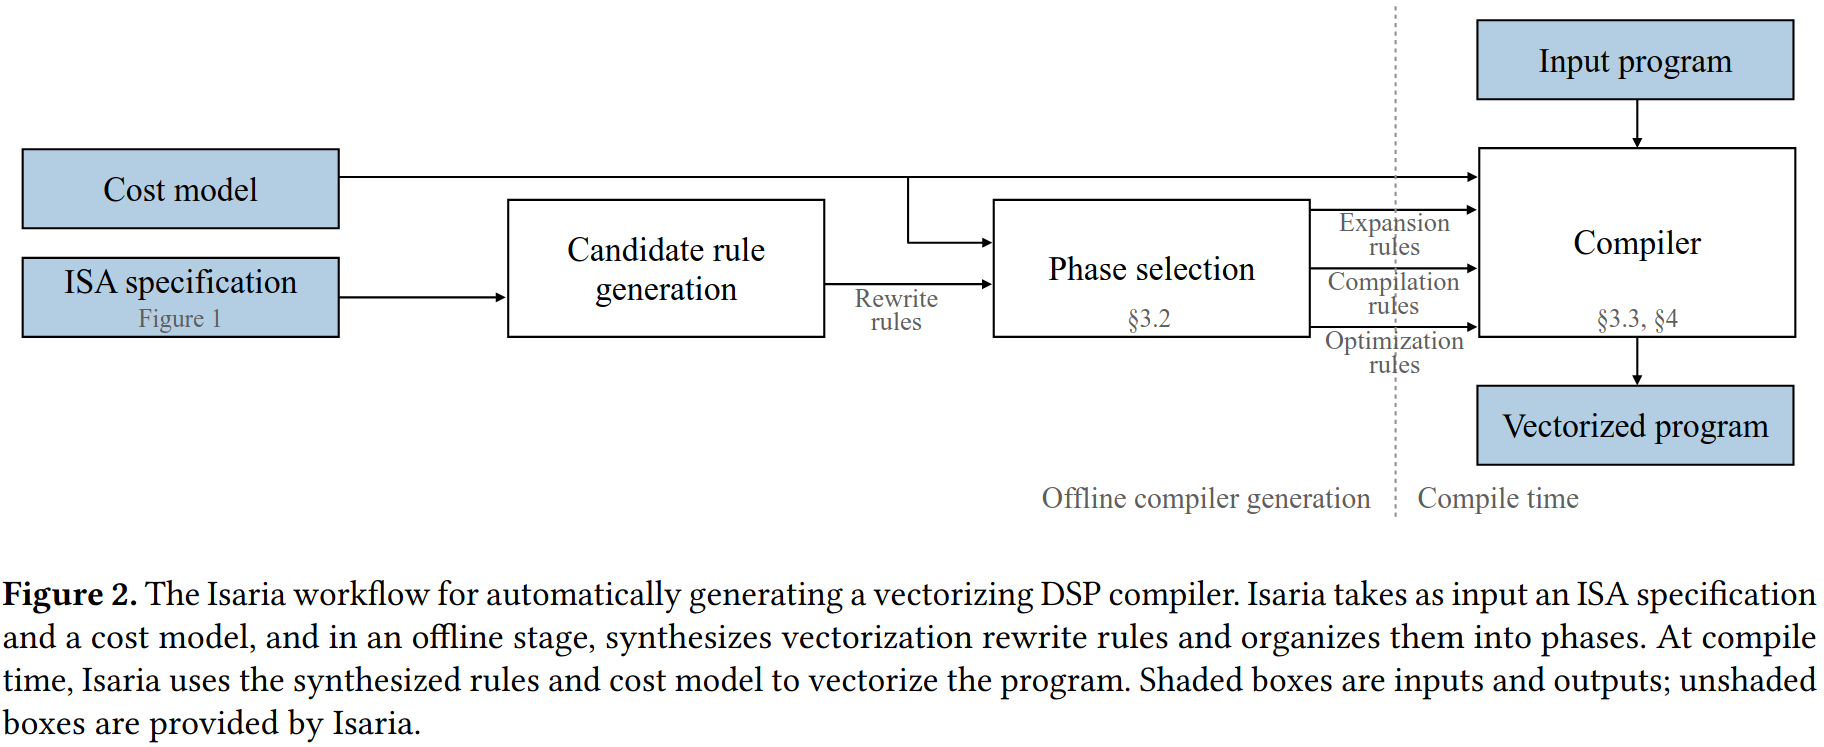 Input program
Cost model
ISA specification
Figure 1
Candidate rule
generation
Rewrite
rules
Phase selection
§3.2
Expansion
rules
Compilation
rules
Optimization
rules
Compiler
§3.3, §4
Vectorized program
Offline compiler generation
Compile time
Figure 2. The Isaria workflow for automatically generating a vectorizing DSP compiler. Isaria takes as input an ISA specification
and a cost model, and in an offline stage, synthesizes vectorization rewrite rules and organizes them into phases. At compile
time, Isaria uses the synthesized rules and cost model to vectorize the program. Shaded boxes are inputs and outputs; unshaded
boxes are provided by Isaria.